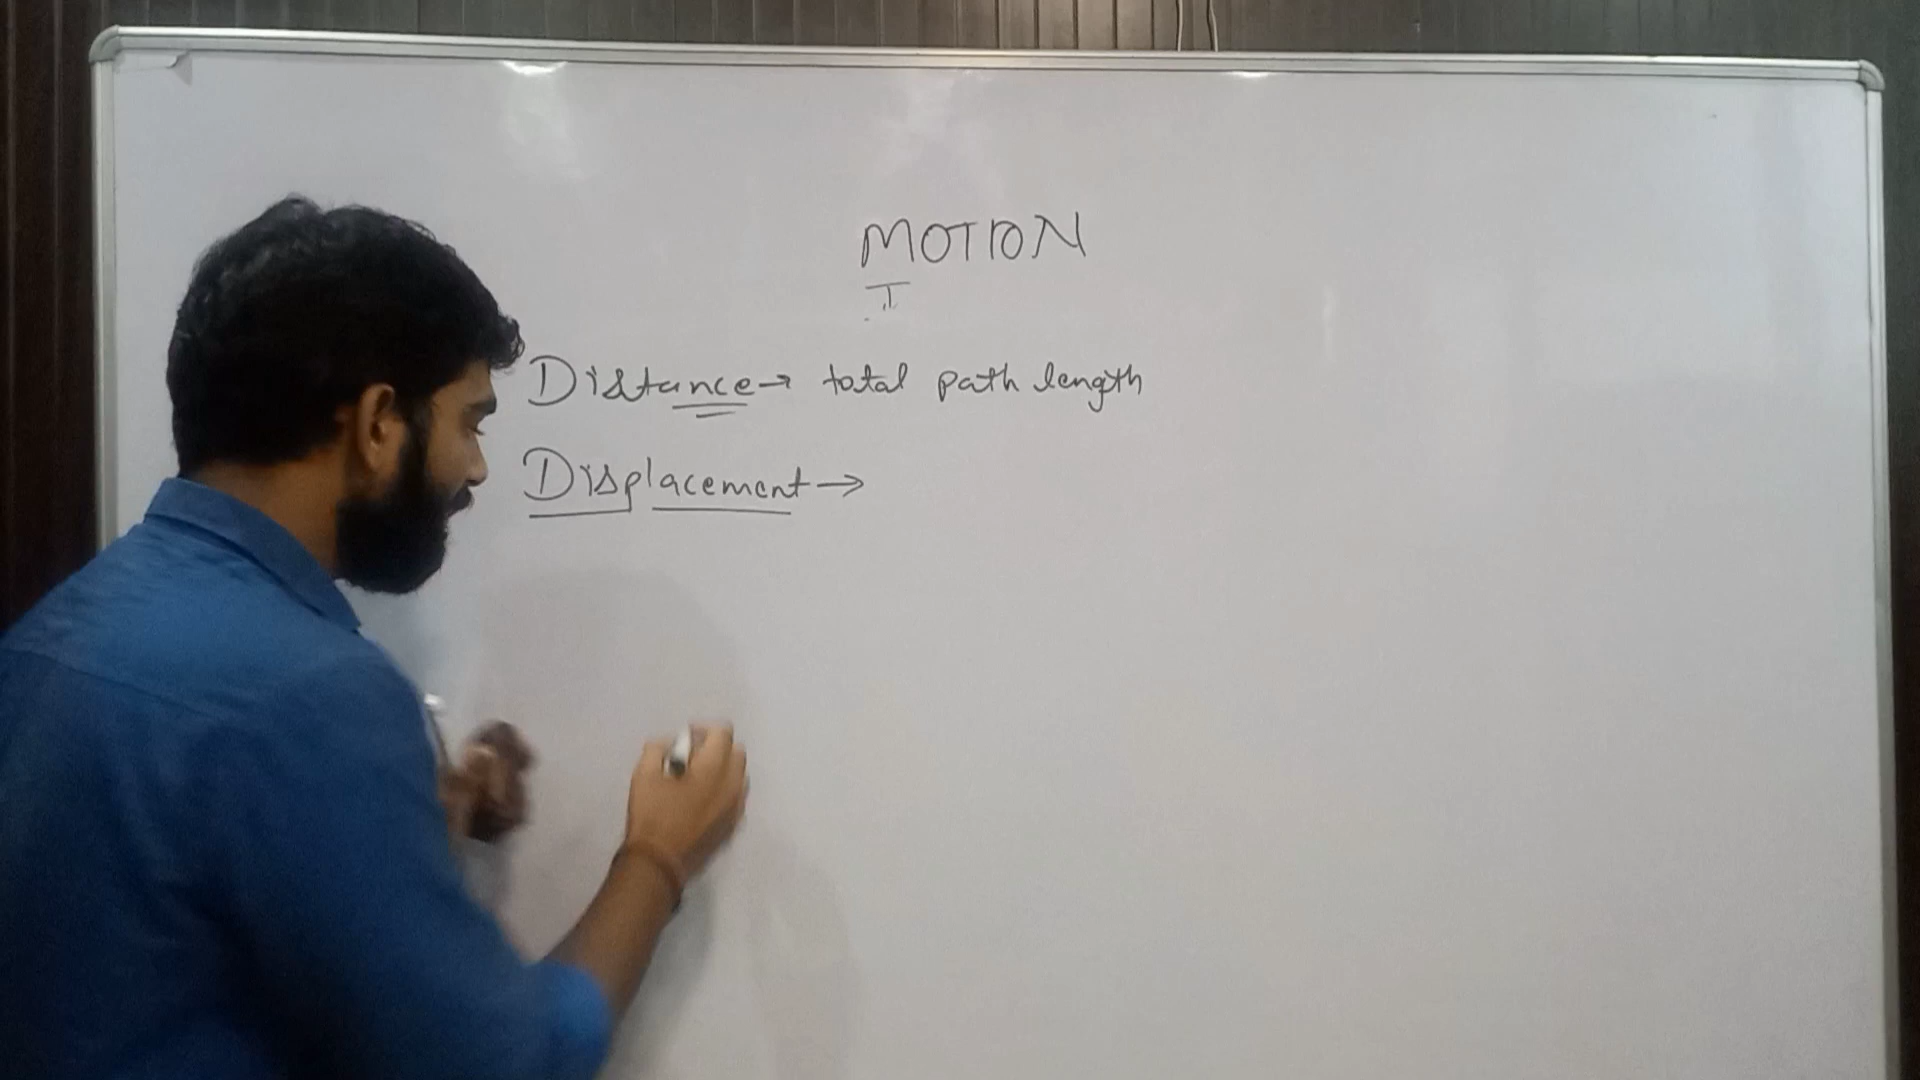 MOTION
I
Distance → total path length
Displacement →